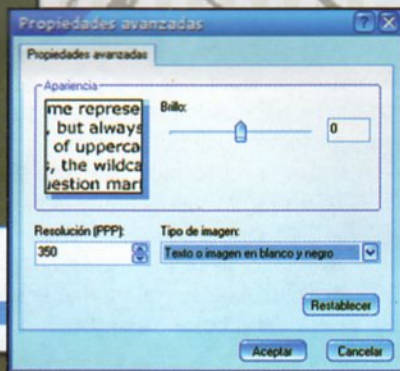 Propiedades avanzadas
Propiedades avanzadas
Apariencia
me represe
, but always
of upperca
s, the wildca
uestion mark
Brillo:
0
Resolución (PPP):
350
Tipo de imagen:
Texto o imagen en blanco y negro
Restablecer
Aceptar
Cancelar